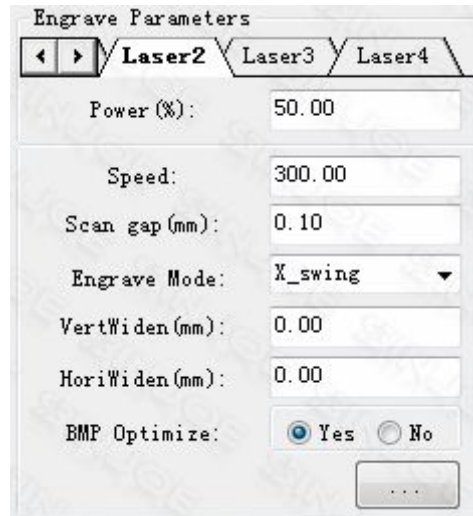 Engrave Parameters
Laser2 Laser3 Laser4
Power(%): 50.00
Speed: 300.00
Scan gap(mm): 0.10
Engrave Mode: X_swing
VertWiden(mm): 0.00
HoriWiden(mm): 0.00
BMP Optimize: Yes No
...